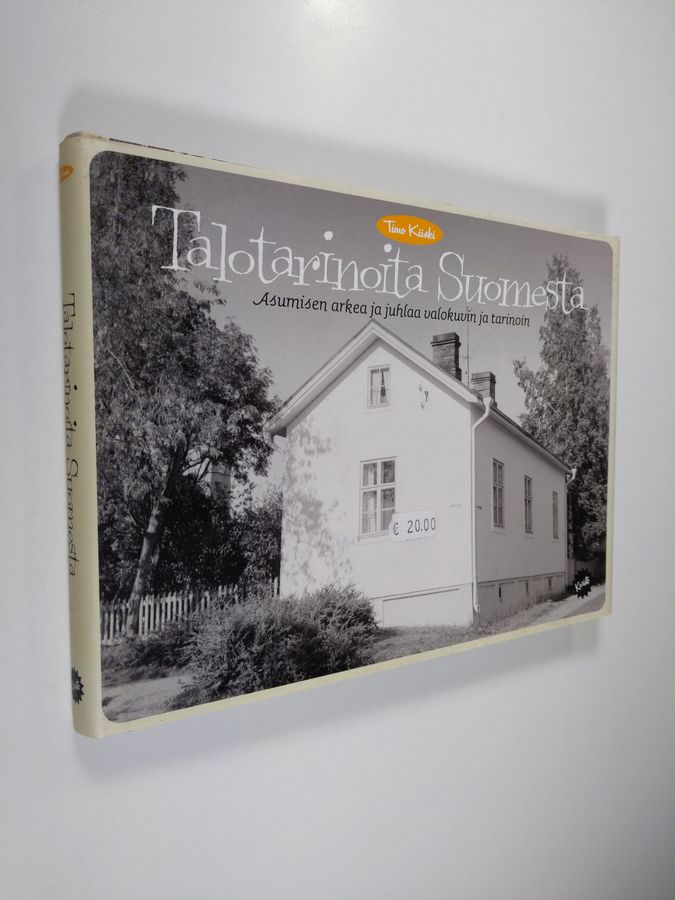 Timo Kiiski
Talotarinoita Suomesta
Asumisen arkea ja juhlaa valokuvin ja tarinoin
€ 20.00
Talotarinoita Suomesta